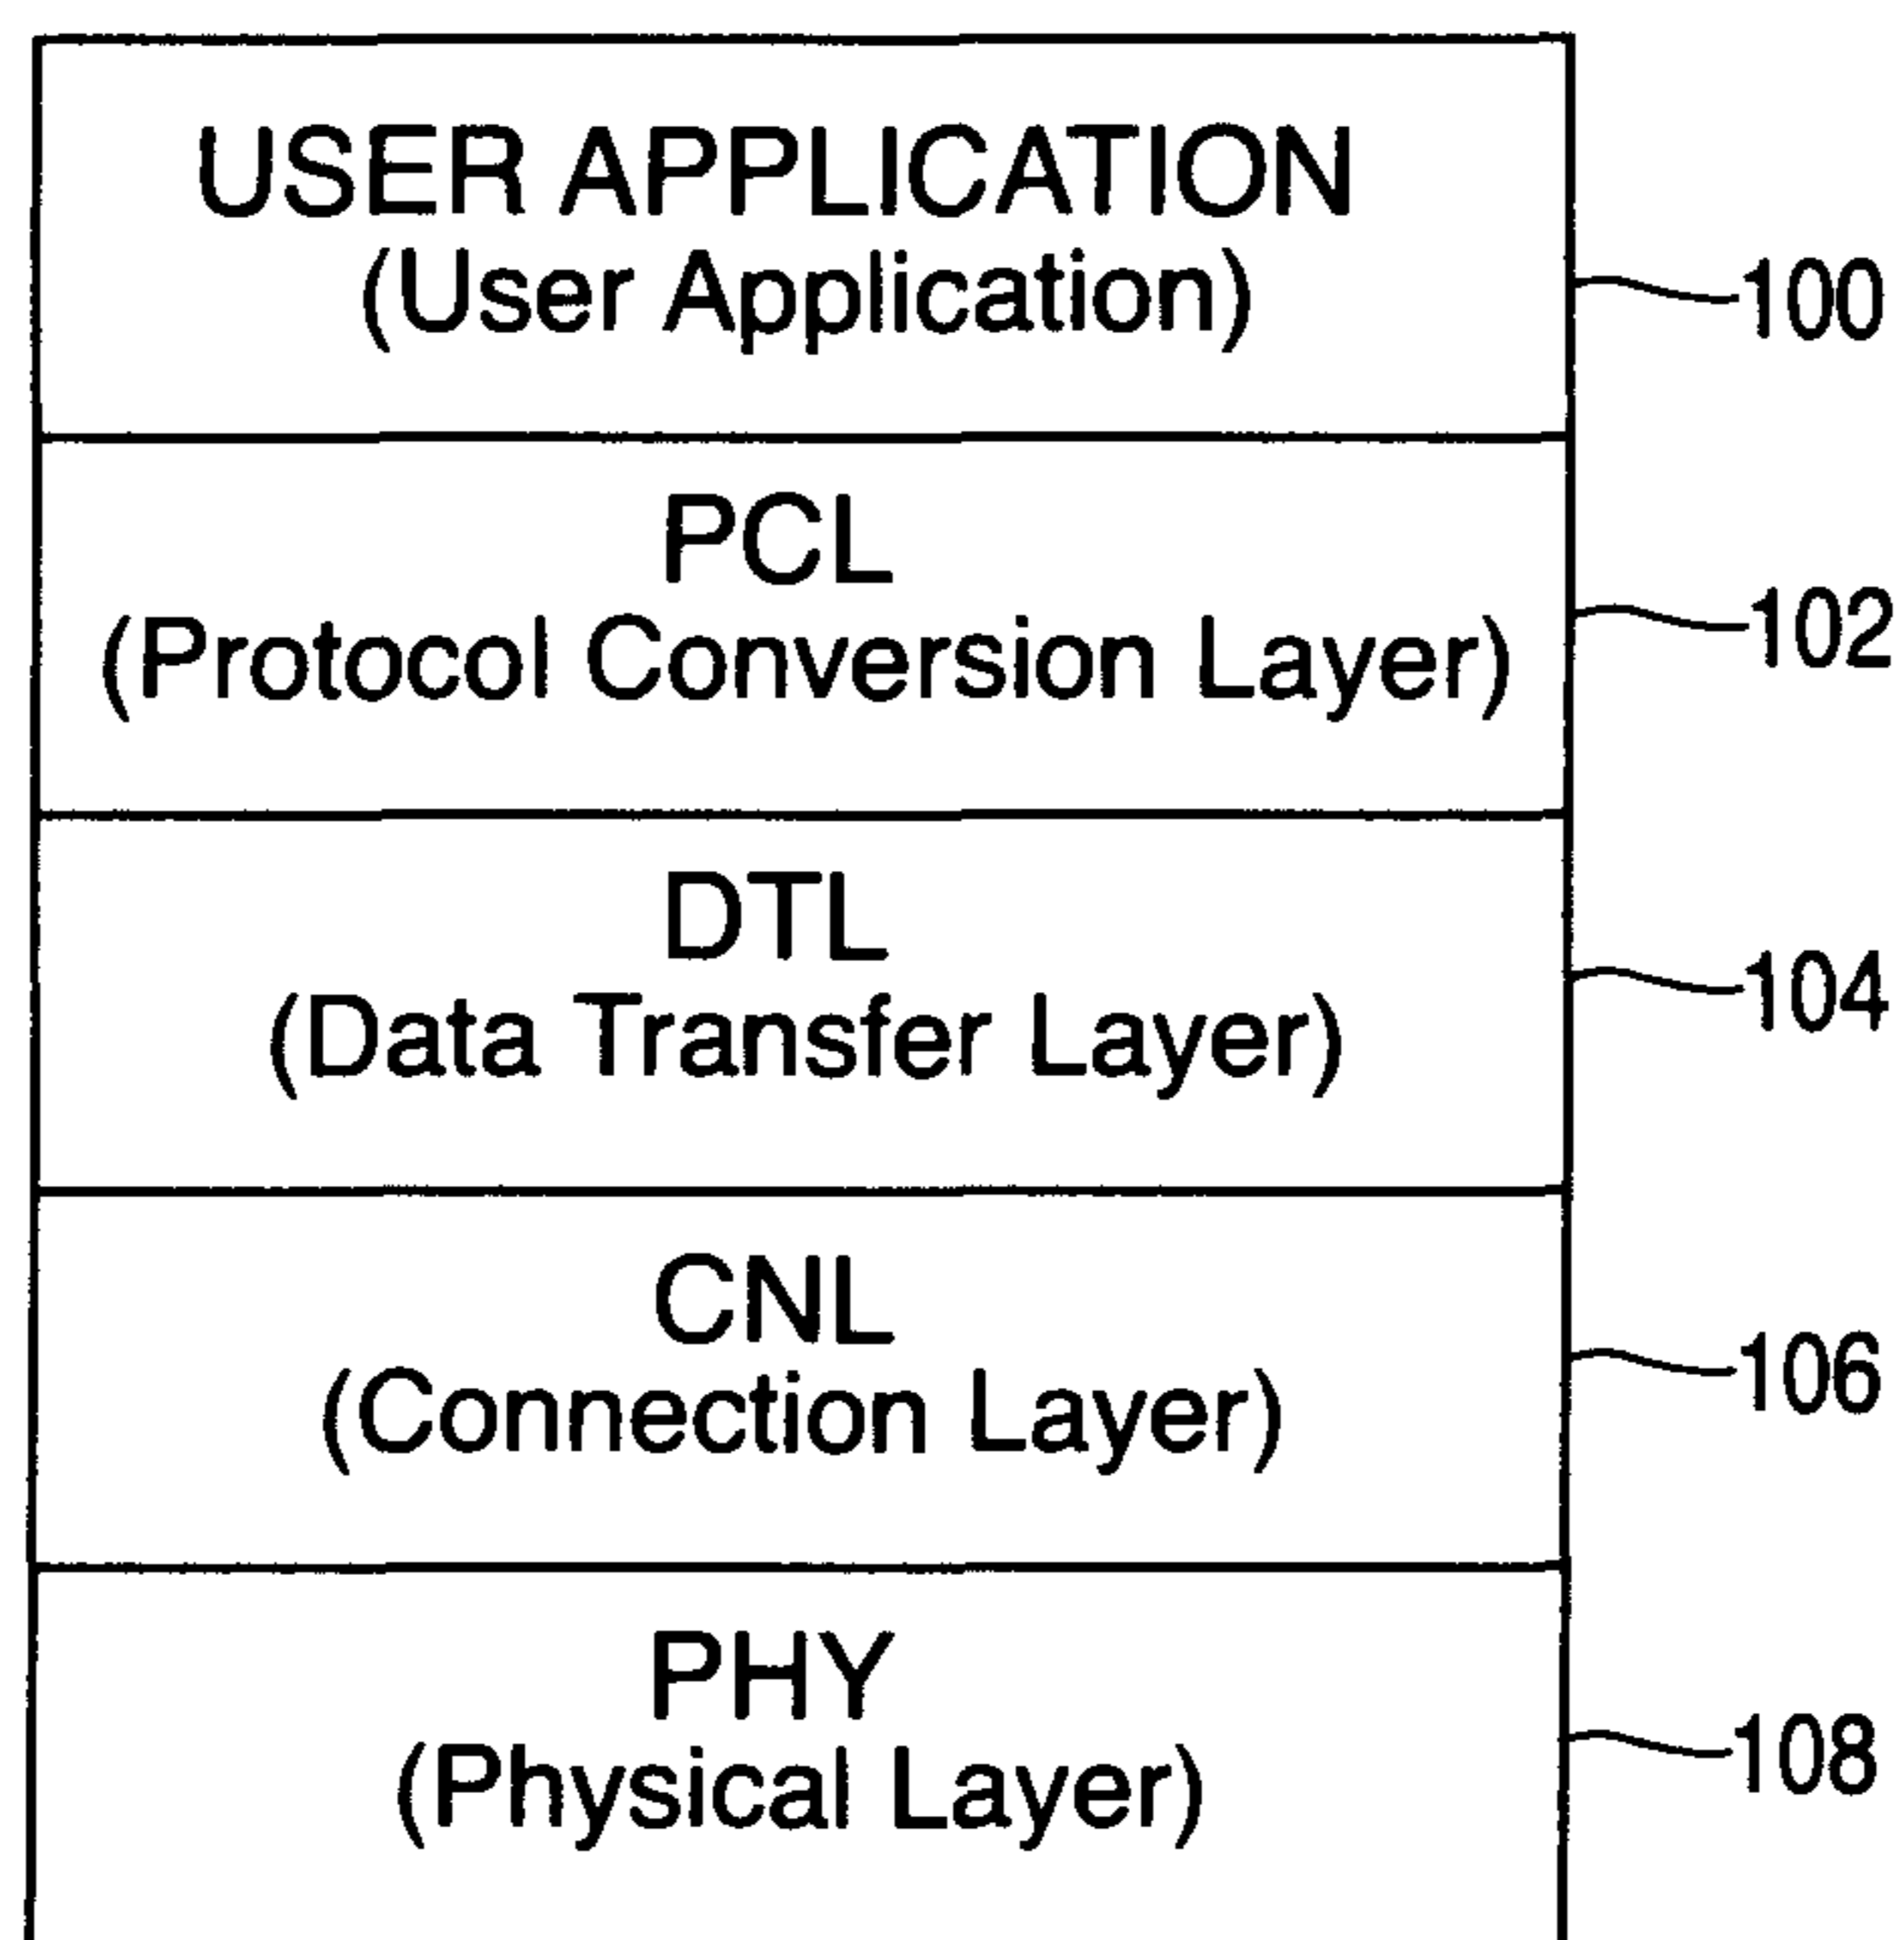 USER APPLICATION
(User Application)
100
PCL
(Protocol Conversion Layer)
102
DTL
(Data Transfer Layer)
104
CNL
(Connection Layer)
106
PHY
(Physical Layer)
108